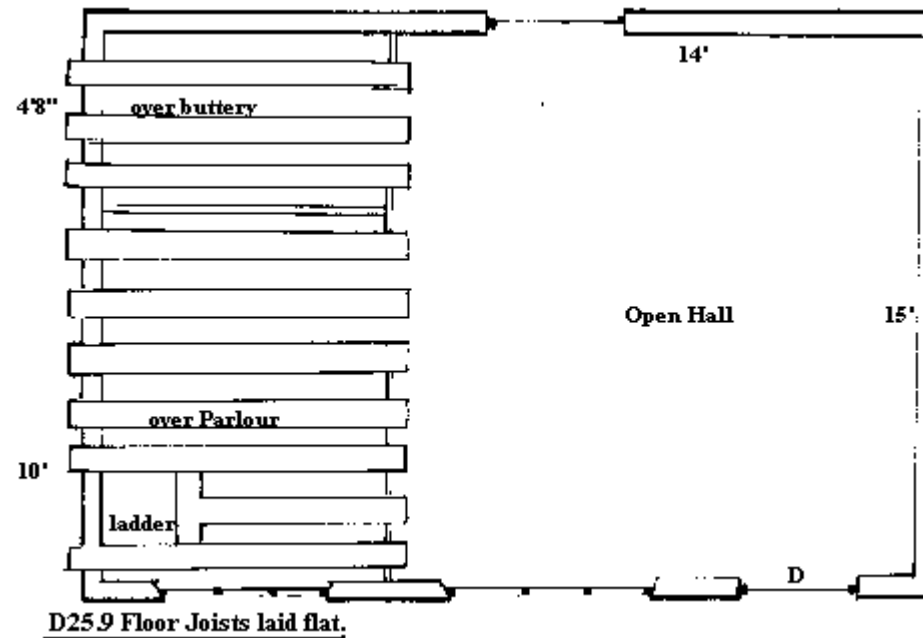 14'
4'8"
over buttery
Open Hall
15'
over Parlour
10'
ladder
D
D25.9 Floor Joists laid flat.